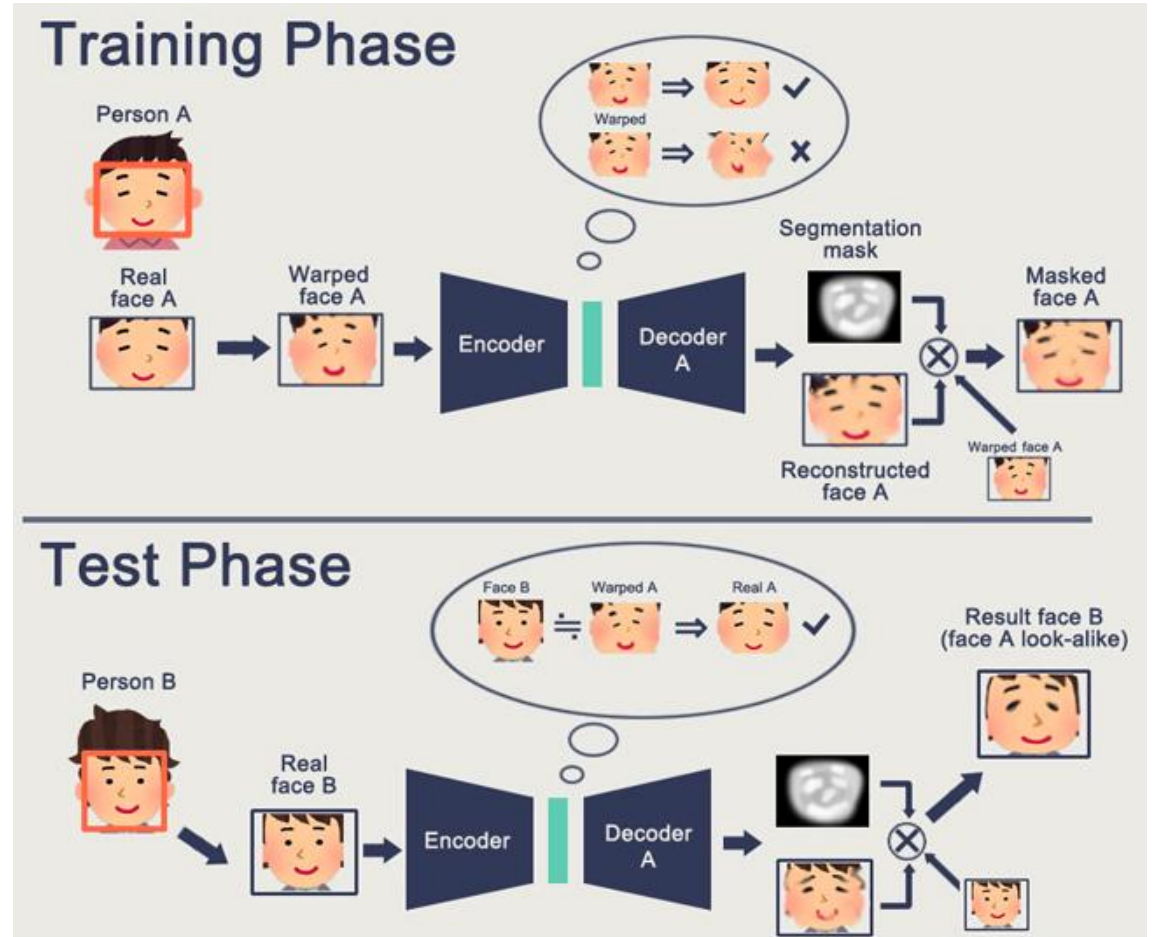 Training Phase
Person A
Warped
Real
face A
Warped
face A
Encoder
Decoder
A
Segmentation
mask
Reconstructed
face A
Masked
face A
Warped face A
Test Phase
Face B
Warped A
Real A
Person B
Real
face B
Encoder
Decoder
A
Result face B
(face A look-alike)